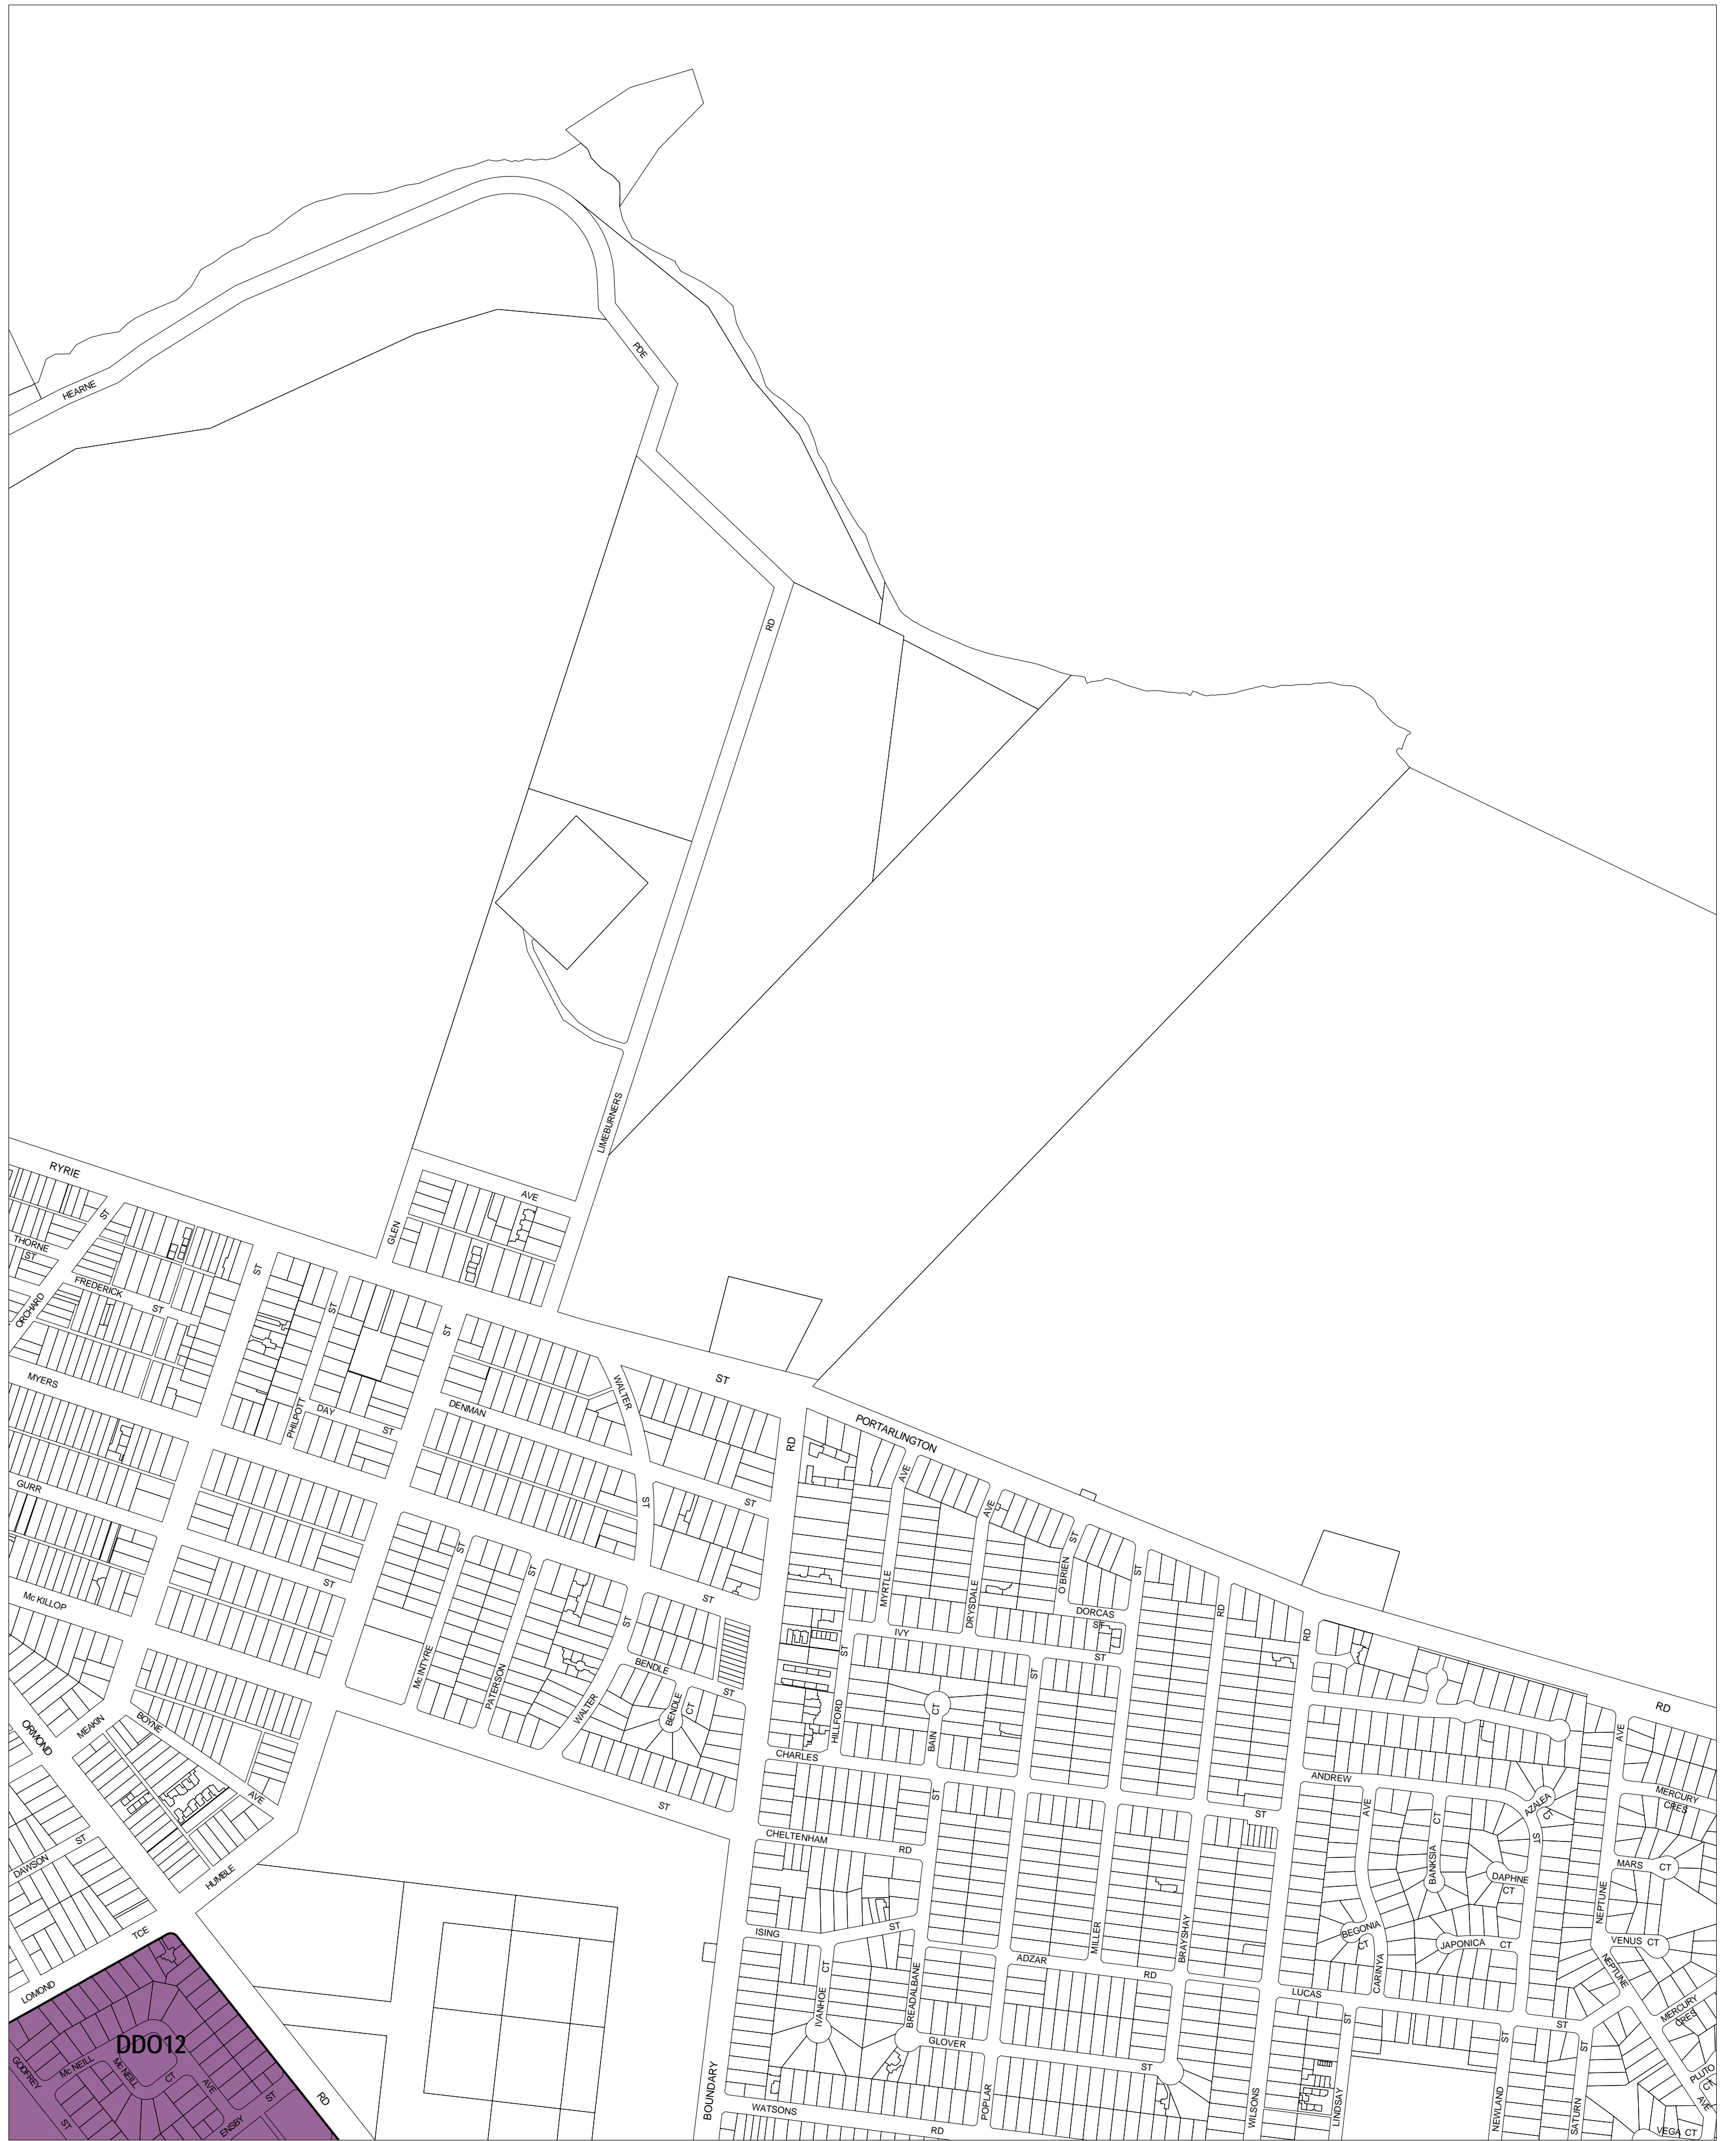 HEARNE
PDE
RD
LIMEBURNERS
RYRIE
AVE
GLEN
ST
THORNE
ST
ST
FREDERICK
ST
ST
ORCHARD
ST
ST
WALTER
ST
MYERS
DENMAN
DAY
PHILPOTT
ST
RD
PORTARLINGTON
AVE
GURR
ST
ST
AVE
ST
ST
ST
ST
ST
O'BRIEN
MYRTLE
DRYSDALE
Mc KILLOP
ST
ST
DORCAS
ST
RD
RD
IVY
ST
ST
ST
BENDLE
ST
Mc INTYRE
PATERSON
WALTER
BENDLE
CT
HILLFORD
BAIN
CT
RD
ORMOND
MEAKIN
BOYNE
AVE
AVE
CHARLES
ST
ST
ANDREW
ST
AVE
MERCURY
CRES
AZALEA
CT
CT
ST
CHELTENHAM
RD
DAWSON
ST
HUMBLE
BANKSIA
DAPHNE
CT
MARS CT
NEPTUNE
ISING
ST
BEGONIA
CT
JAPONICA CT
VENUS CT
TCE
LOMOND
MILLER
BRAYSHAY
ADZAR
RD
CARINYA
NEPTUNE
LUCAS
ST
ST
IVANHOE
CT
BREADALBANE
MERCURY
CRES
DDO12
GLOVER
ST
ST
ST
GODFREY
ST
Mc NEILL
Mc NEILL
CT
AVE
ST
ENSBY
RD
BOUNDARY
WATSONS
RD
POPLAR
WILSONS
LINDSAY
NEWLAND
SATURN
PLUTO
CT
AVE
VEGA CT